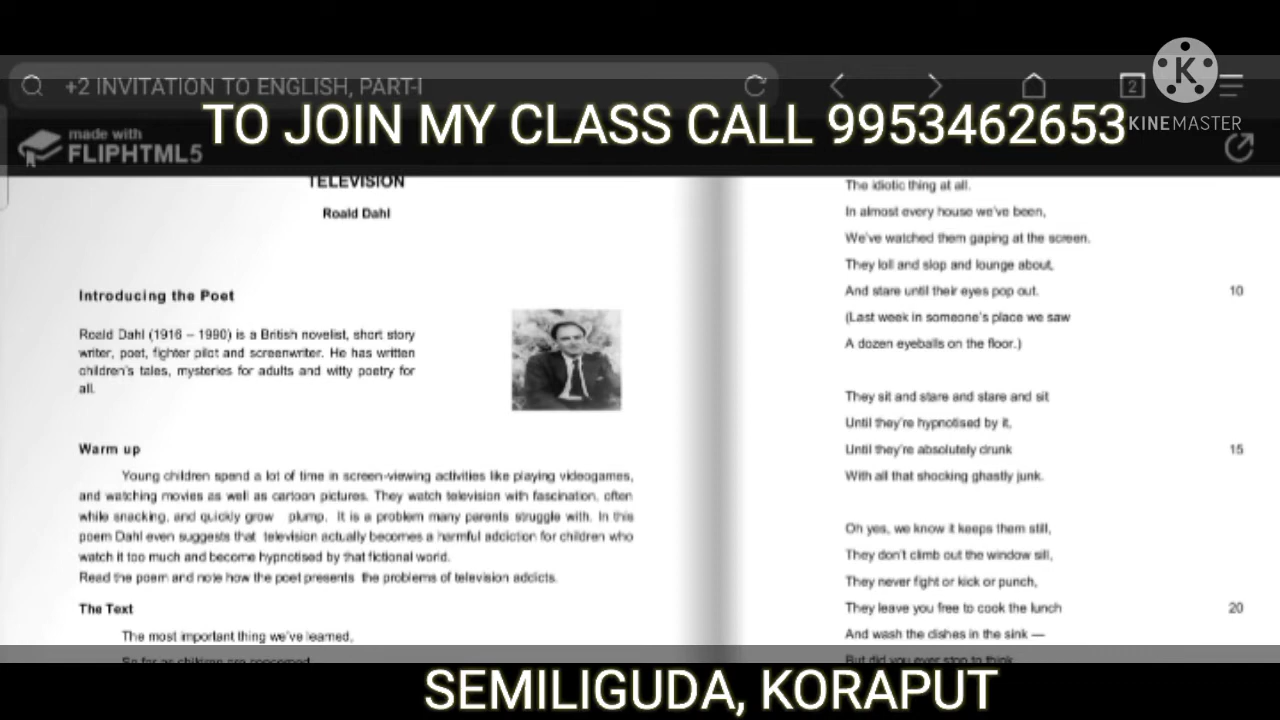 +2 INVITATION TO ENGLISH, PART-I
2
K
KINEMASTER
TO JOIN MY CLASS CALL 9953462653
made with
FLIPHTML5
TELEVISION
Roald Dahl
Introducing the Poet
Roald Dahl (1916 – 1990) is a British novelist, short story
writer, poet, fighter pilot and screenwriter. He has written
children's tales, mysteries for adults and witty poetry for
all.
Warm up
Young children spend a lot of time in screen-viewing activities like playing videogames,
and watching movies as well as cartoon pictures. They watch television with fascination, often
while snacking, and quickly grow plump. It is a problem many parents struggle with. In this
poem Dahl even suggests that television actually becomes a harmful addiction for children who
watch it too much and become hypnotised by that fictional world.
Read the poem and note how the poet presents the problems of television addicts.
The Text
The most important thing we've learned,
So far as children are concerned
The idiotic thing at all.
In almost every house we've been,
We've watched them gaping at the screen.
They loll and slop and lounge about,
And stare until their eyes pop out. 10
(Last week in someone's place we saw
A dozen eyeballs on the floor.)
They sit and stare and stare and sit
Until they're hypnotised by it,
Until they're absolutely drunk 15
With all that shocking ghastly junk.
Oh yes, we know it keeps them still,
They don't climb out the window sill,
They never fight or kick or punch,
They leave you free to cook the lunch 20
And wash the dishes in the sink —
But did you ever stop to think
SEMILIGUDA, KORAPUT